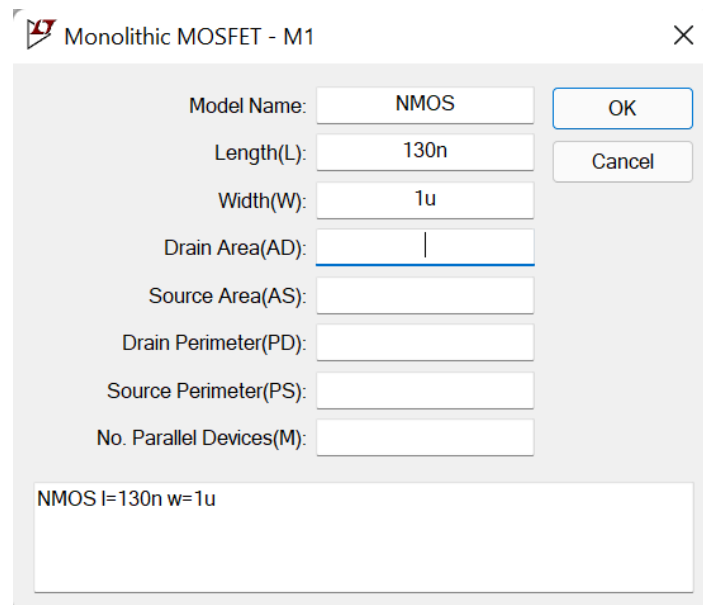 Monolithic MOSFET - M1
Model Name: NMOS OK
Length(L): 130n Cancel
Width(W): 1u
Drain Area(AD):
Source Area(AS):
Drain Perimeter(PD):
Source Perimeter(PS):
No. Parallel Devices(M):
NMOS l=130n w=1u